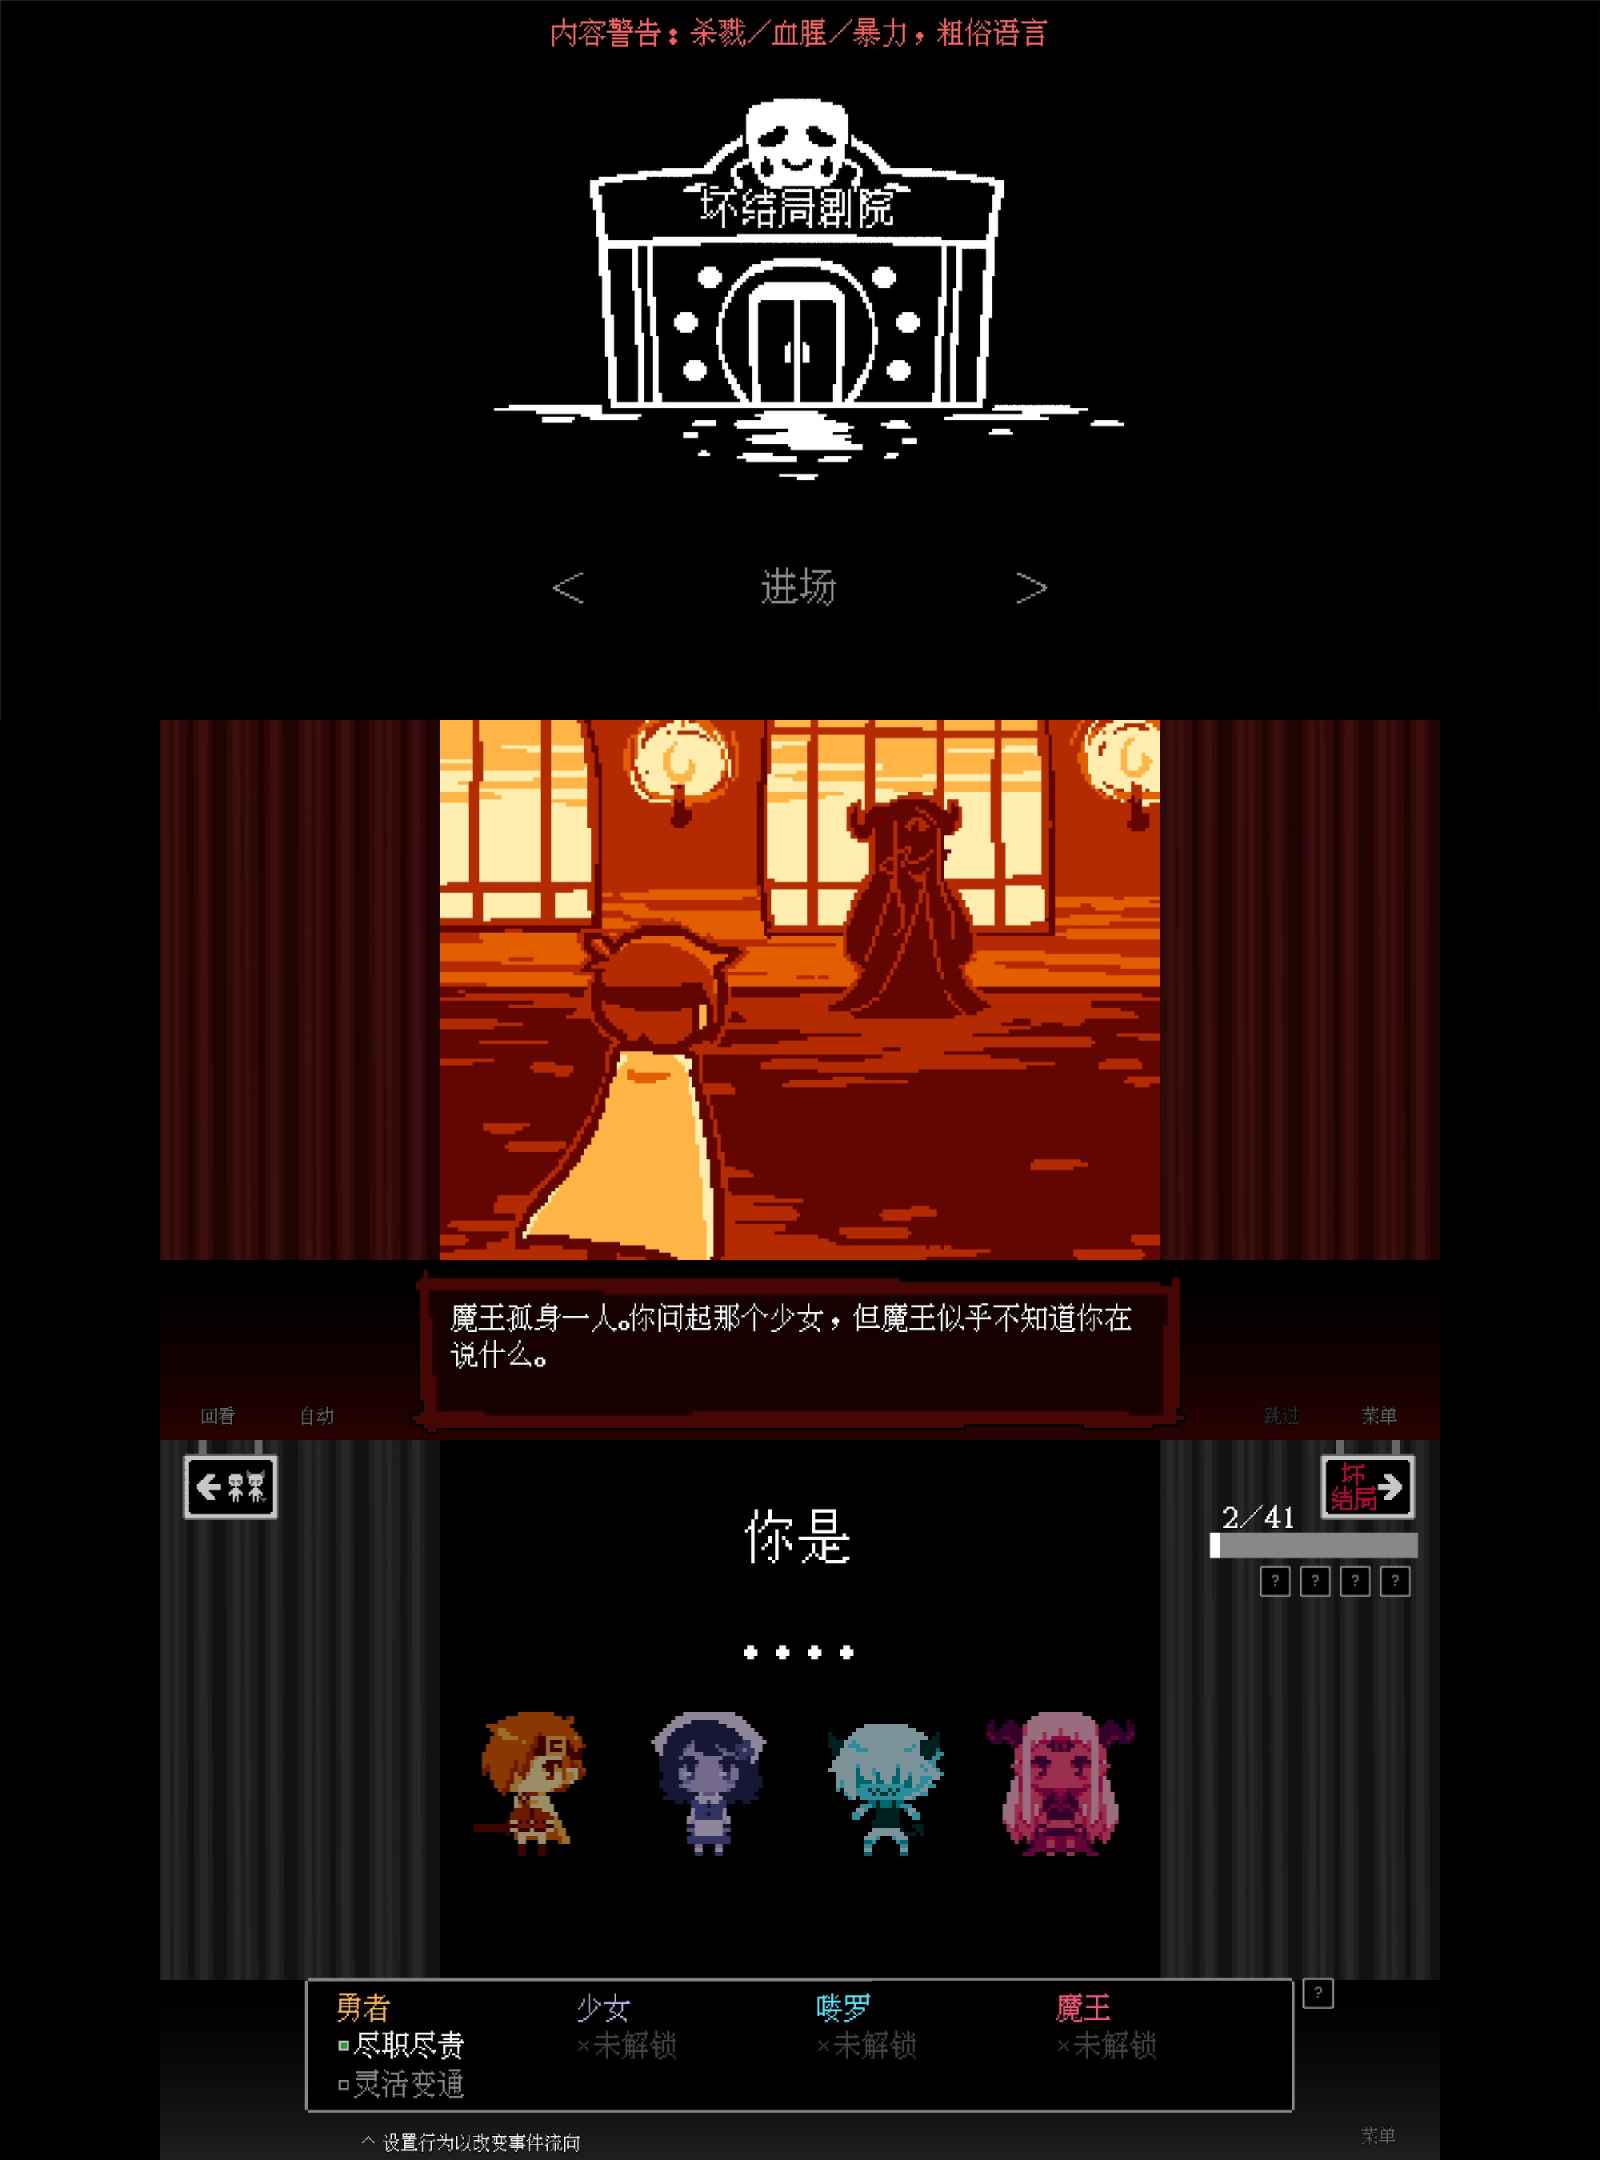 内容警告：杀戮／血腥／暴力，粗俗语言
坏结局剧院
< 进场 >
魔王孤身一人。你问起那个少女，但魔王似乎不知道你在
说什么。
回看 自动 跳过 菜单
坏
结局
2/41
你是
? ? ? ?
....
勇者 少女 喽罗 魔王
?
尽职尽责 ×未解锁 ×未解锁 ×未解锁
灵活变通
^ 设置行为以改变事件流向
菜单